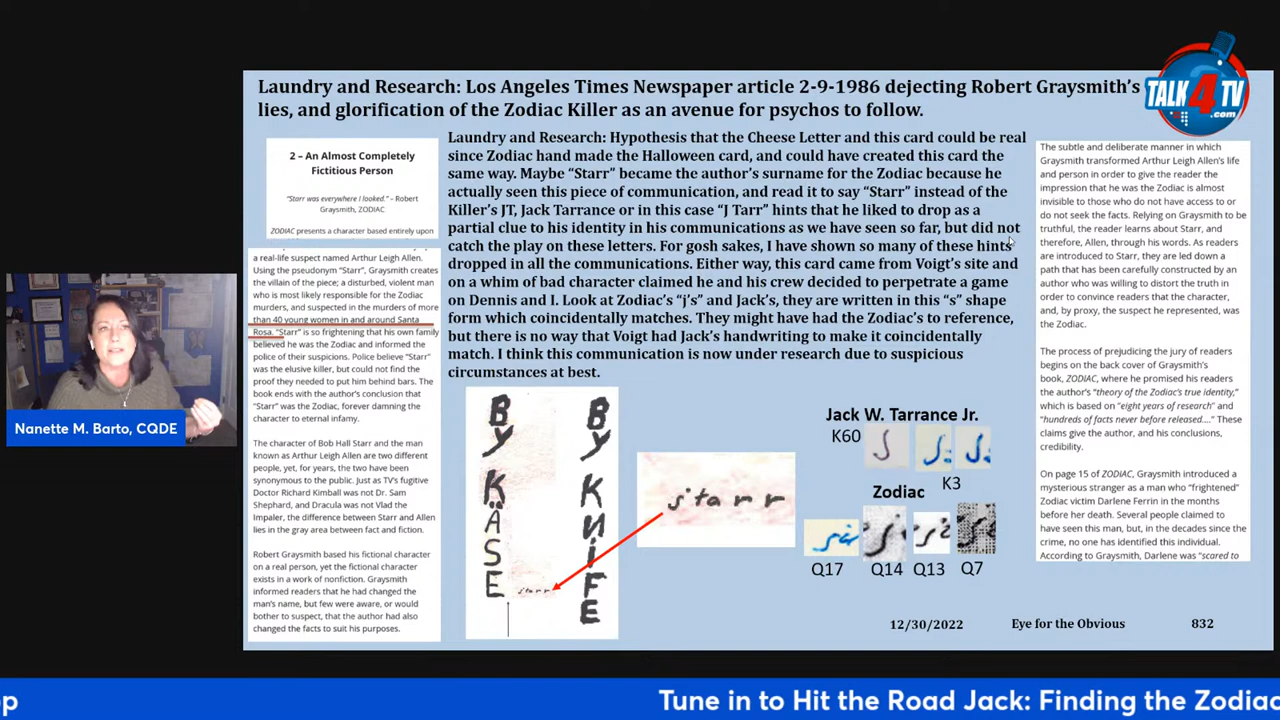 Laundry and Research: Los Angeles Times Newspaper article 2-9-1986 dejecting Robert Graysmith's
lies, and glorification of the Zodiac Killer as an avenue for psychos to follow.
TALK4TV
.com
2 – An Almost Completely
Fictitious Person
"Starr was everywhere I looked." – Robert
Graysmith, ZODIAC
ZODIAC presents a character based entirely upon
a real-life suspect named Arthur Leigh Allen.
Using the pseudonym "Starr", Graysmith creates
the villain of the piece; a disturbed, violent man
who is most likely responsible for the Zodiac
murders, and suspected in the murders of more
than 40 young women in and around Santa
Rosa. "Starr" is so frightening that his own family
believed he was the Zodiac and informed the
police of their suspicions. Police believe "Starr"
was the elusive killer, but could not find the
proof they needed to put him behind bars. The
book ends with the author's conclusion that
"Starr" was the Zodiac, forever damning the
character to eternal infamy.
The character of Bob Hall Starr and the man
known as Arthur Leigh Allen are two different
people, yet, for years, the two have been
synonymous to the public. Just as TV's fugitive
Doctor Richard Kimball was not Dr. Sam
Shephard, and Dracula was not Vlad the
Impaler, the difference between Starr and Allen
lies in the gray area between fact and fiction.
Robert Graysmith based his fictional character
on a real person, yet the fictional character
exists in a work of nonfiction. Graysmith
informed readers that he had changed the
man's name, but few were aware, or would
bother to suspect, that the author had also
changed the facts to suit his purposes.
Laundry and Research: Hypothesis that the Cheese Letter and this card could be real
since Zodiac hand made the Halloween card, and could have created this card the
same way. Maybe "Starr" became the author's surname for the Zodiac because he
actually seen this piece of communication, and read it to say "Starr" instead of the
Killer's JT, Jack Tarrance or in this case "J Tarr" hints that he liked to drop as a
partial clue to his identity in his communications as we have seen so far, but did not
catch the play on these letters. For gosh sakes, I have shown so many of these hints
dropped in all the communications. Either way, this card came from Voigt's site and
on a whim of bad character claimed he and his crew decided to perpetrate a game
on Dennis and I. Look at Zodiac's "j's" and Jack's, they are written in this "s" shape
form which coincidentally matches. They might have had the Zodiac's to reference,
but there is no way that Voigt had Jack's handwriting to make it coincidentally
match. I think this communication is now under research due to suspicious
circumstances at best.
BY KÄSE
starr
BY KNIFE
starr
Jack W. Tarrance Jr.
K60
K3
Zodiac
Q17
Q14
Q13
Q7
The subtle and deliberate manner in which
Graysmith transformed Arthur Leigh Allen's life
and person in order to give the reader the
impression that he was the Zodiac is almost
invisible to those who do not have access to or
do not seek the facts. Relying on Graysmith to be
truthful, the reader learns about Starr, and
therefore, Allen, through his words. As readers
are introduced to Starr, they are led down a
path that has been carefully constructed by an
author who was willing to distort the truth in
order to convince readers that the character,
and, by proxy, the suspect he represented, was
the Zodiac.
The process of prejudicing the jury of readers
begins on the back cover of Graysmith's
book, ZODIAC, where he promised his readers
the author's "theory of the Zodiac's true identity,"
which is based on "eight years of research" and
"hundreds of facts never before released...." These
claims give the author, and his conclusions,
credibility.
On page 15 of ZODIAC, Graysmith introduced a
mysterious stranger as a man who "frightened"
Zodiac victim Darlene Ferrin in the months
before her death. Several people claimed to
have seen this man, but, in the decades since the
crime, no one has identified this individual.
According to Graysmith, Darlene was "scared to
12/30/2022
Eye for the Obvious
832
Nanette M. Barto, CQDE
op
Tune in to Hit the Road Jack: Finding the Zodiac